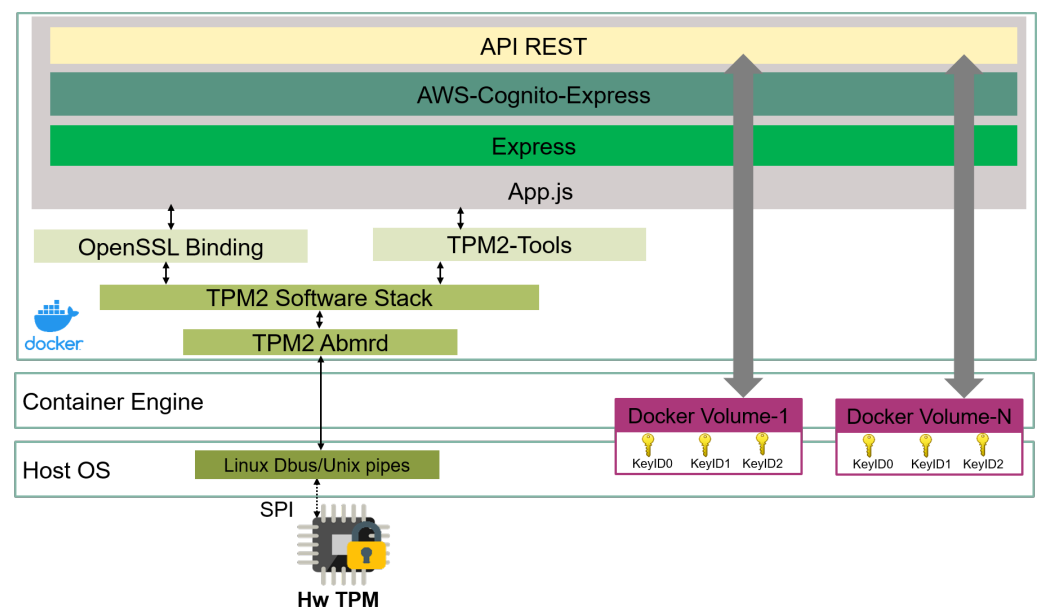 API REST
AWS-Cognito-Express
Express
App.js
OpenSSL Binding
TPM2-Tools
TPM2 Software Stack
docker
TPM2 Abmrd
Container Engine
Docker Volume-1
Docker Volume-N
KeyID0 KeyID1 KeyID2
KeyID0 KeyID1 KeyID2
Host OS
Linux Dbus/Unix pipes
SPI
Hw TPM